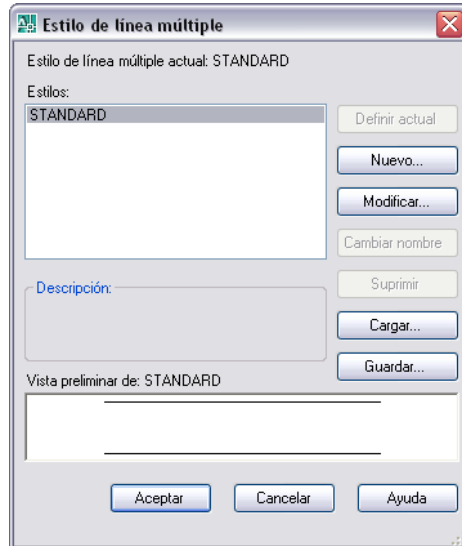 Estilo de línea múltiple
Estilo de línea múltiple actual: STANDARD
Estilos:
STANDARD
Definir actual
Nuevo...
Modificar...
Cambiar nombre
Suprimir
Cargar...
Guardar...
Descripción:
Vista preliminar de: STANDARD
Aceptar
Cancelar
Ayuda